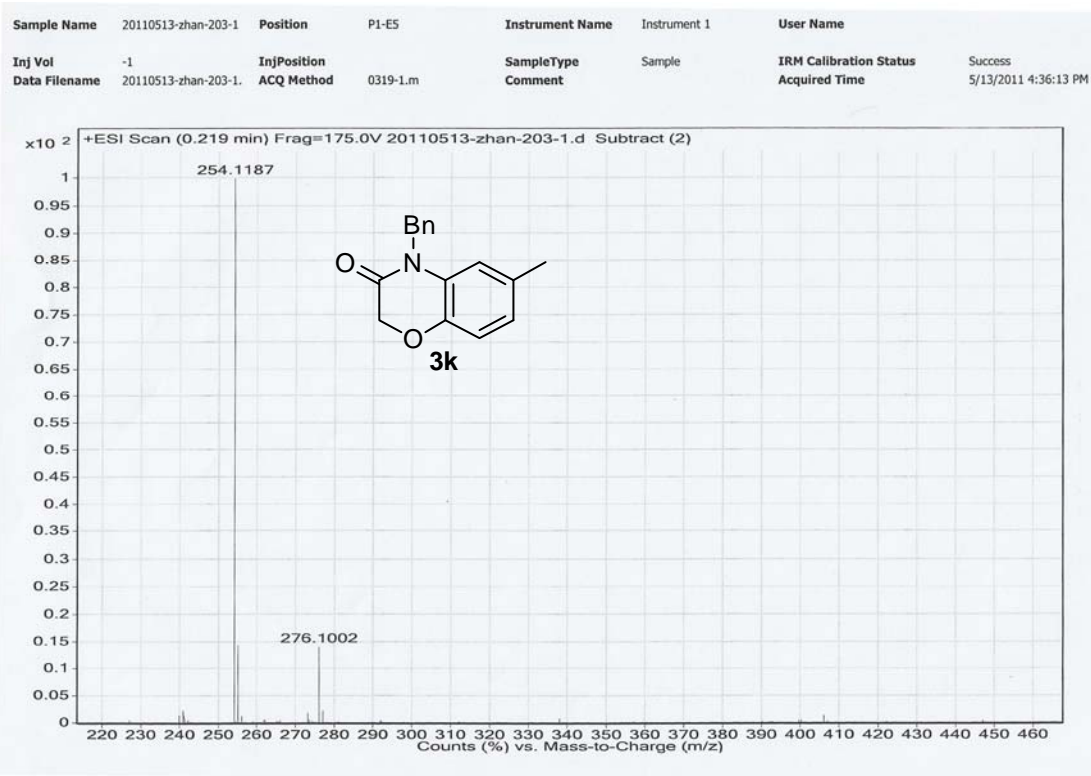 Sample Name 20110513-zhan-203-1 Position P1-E5 Instrument Name Instrument 1 User Name
Inj Vol -1 InjPosition SampleType Sample IRM Calibration Status Success
Data Filename 20110513-zhan-203-1. ACQ Method 0319-1.m Comment Acquired Time 5/13/2011 4:36:13 PM
x10 2 +ESI Scan (0.219 min) Frag=175.0V 20110513-zhan-203-1.d Subtract (2)
254.1187
1
0.95
0.9
0.85
0.8
0.75
0.7
0.65
0.6
0.55
0.5
0.45
0.4
0.35
0.3
0.25
0.2
0.15
0.1
0.05
0
Bn
O N
O
3k
276.1002
220 230 240 250 260 270 280 290 300 310 320 330 340 350 360 370 380 390 400 410 420 430 440 450 460
Counts (%) vs. Mass-to-Charge (m/z)